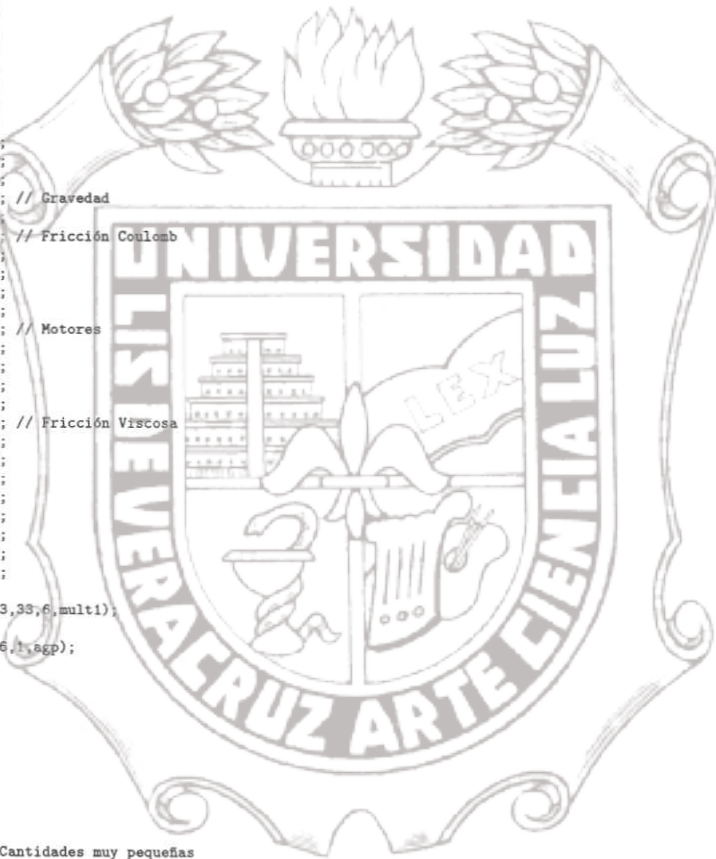 ;
;
;
; // Gravedad
;
; // Fricción Coulomb
;
;
;
;
; // Motores
;
;
;
;
; // Fricción Viscosa
;
;
;
;
;
;
;
;
3,33,6,multi);
6,1,agp);
Cantidades muy pequeñas
UNIVERSIDAD
LIS DE VERACRUZ ARTE CIENCIA LUZ
LEX